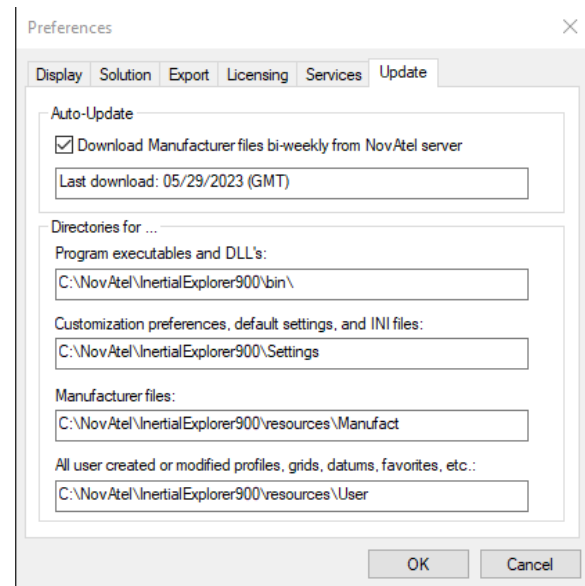 Preferences
Display Solution Export Licensing Services Update
Auto-Update
Download Manufacturer files bi-weekly from NovAtel server
Last download: 05/29/2023 (GMT)
Directories for ...
Program executables and DLL's:
C:\NovAtel\InertialExplorer900\bin\
Customization preferences, default settings, and INI files:
C:\NovAtel\InertialExplorer900\Settings
Manufacturer files:
C:\NovAtel\InertialExplorer900\resources\Manufact
All user created or modified profiles, grids, datums, favorites, etc.:
C:\NovAtel\InertialExplorer900\resources\User
OK Cancel